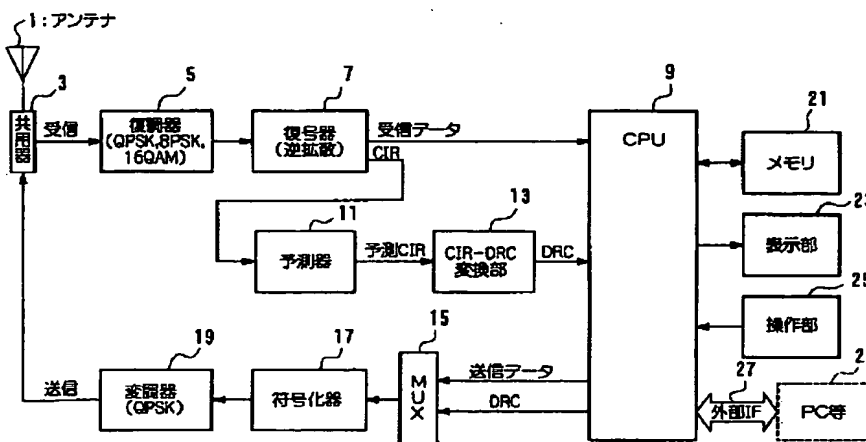 1:アンテナ
3
共用器
受信
5
復調器
(QPSK,8PSK,
16QAM)
7
復号器
(逆拡散)
受信データ
CIR
9
CPU
21
メモリ
23
表示部
25
操作部
11
予測器
予測CIR
13
CIR-DRC
変換部
DRC
15
MUX
送信データ
DRC
17
符号化器
19
変調器
(QPSK)
送信
27
外部IF
2
PC等